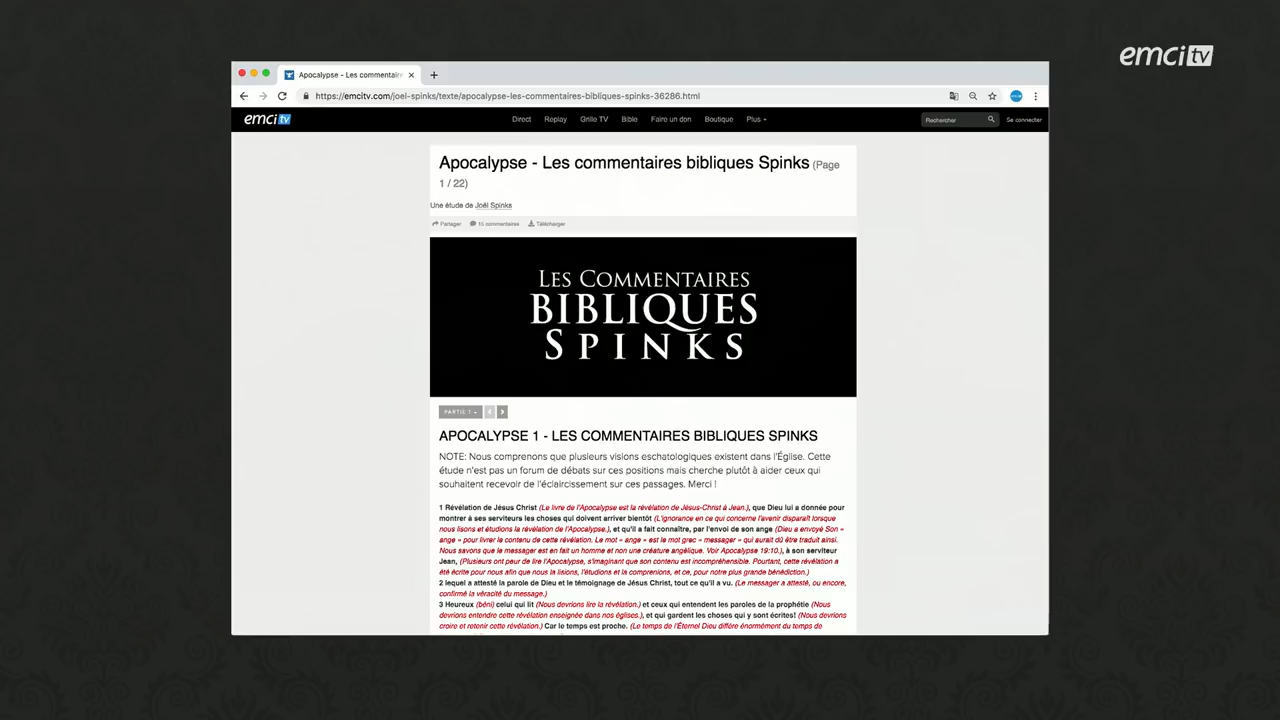 emci tv
Apocalypse - Les commentaire
https://emcitv.com/joel-spinks/texte/apocalypse-les-commentaires-bibliques-spinks-36286.html
emci tv Direct Replay Grille TV Bible Faire un don Boutique Plus Rechercher Se connecter
Apocalypse - Les commentaires bibliques Spinks (Page
1 / 22)
Une étude de Joël Spinks
Partager 15 commentaires Télécharger
LES COMMENTAIRES
BIBLIQUES
SPINKS
PARTIE 1
APOCALYPSE 1 - LES COMMENTAIRES BIBLIQUES SPINKS
NOTE: Nous comprenons que plusieurs visions eschatologiques existent dans l'Église. Cette
étude n'est pas un forum de débats sur ces positions mais cherche plutôt à aider ceux qui
souhaitent recevoir de l'éclaircissement sur ces passages. Merci !
1 Révélation de Jésus Christ (Le livre de l'Apocalypse est la révélation de Jésus-Christ à Jean.), que Dieu lui a donnée pour
montrer à ses serviteurs les choses qui doivent arriver bientôt (L'ignorance en ce qui concerne l'avenir disparaît lorsque
nous lisons et étudions la révélation de l'Apocalypse.), et qu'il a fait connaître, par l'envoi de son ange (Dieu a envoyé Son «
ange » pour livrer le contenu de cette révélation. Le mot « ange » est le mot grec « messager » qui aurait dû être traduit ainsi.
Nous savons que le messager est en fait un homme et non une créature angélique. Voir Apocalypse 19:10.), à son serviteur
Jean, (Plusieurs ont peur de lire l'Apocalypse, s'imaginant que son contenu est incompréhensible. Pourtant, cette révélation a
été écrite pour nous afin que nous la lisions, l'étudions et la comprenions, et ce, pour notre plus grande bénédiction.)
2 lequel a attesté la parole de Dieu et le témoignage de Jésus Christ, tout ce qu'il a vu. (Le messager a attesté, ou encore,
confirmé la véracité du message.)
3 Heureux (béni) celui qui lit (Nous devrions lire la révélation.) et ceux qui entendent les paroles de la prophétie (Nous
devrions entendre cette révélation enseignée dans nos églises.), et qui gardent les choses qui y sont écrites! (Nous devrions
croire et retenir cette révélation.) Car le temps est proche. (Le temps de l'Éternel Dieu diffère énormément du temps de